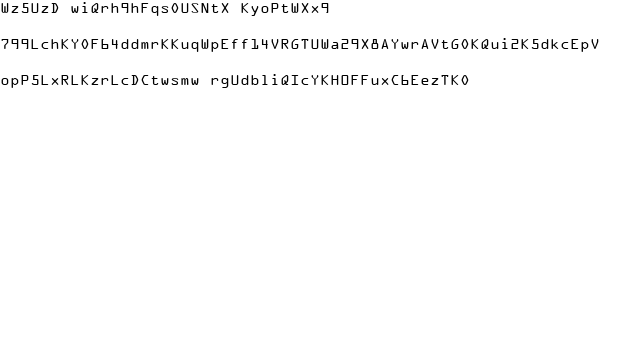 Wz5UzD wiQrh9hFqs0USNtX KyoPtWXx9
799LchKY0F64ddmrKKuqWpEff14VRGTUWa29X8AYwrAVtG0KQui2K5dkcEpV
opP5LxRLKzrLcDCtwsmw rgUdbliQIcYKHOFFuxC6EezTK0